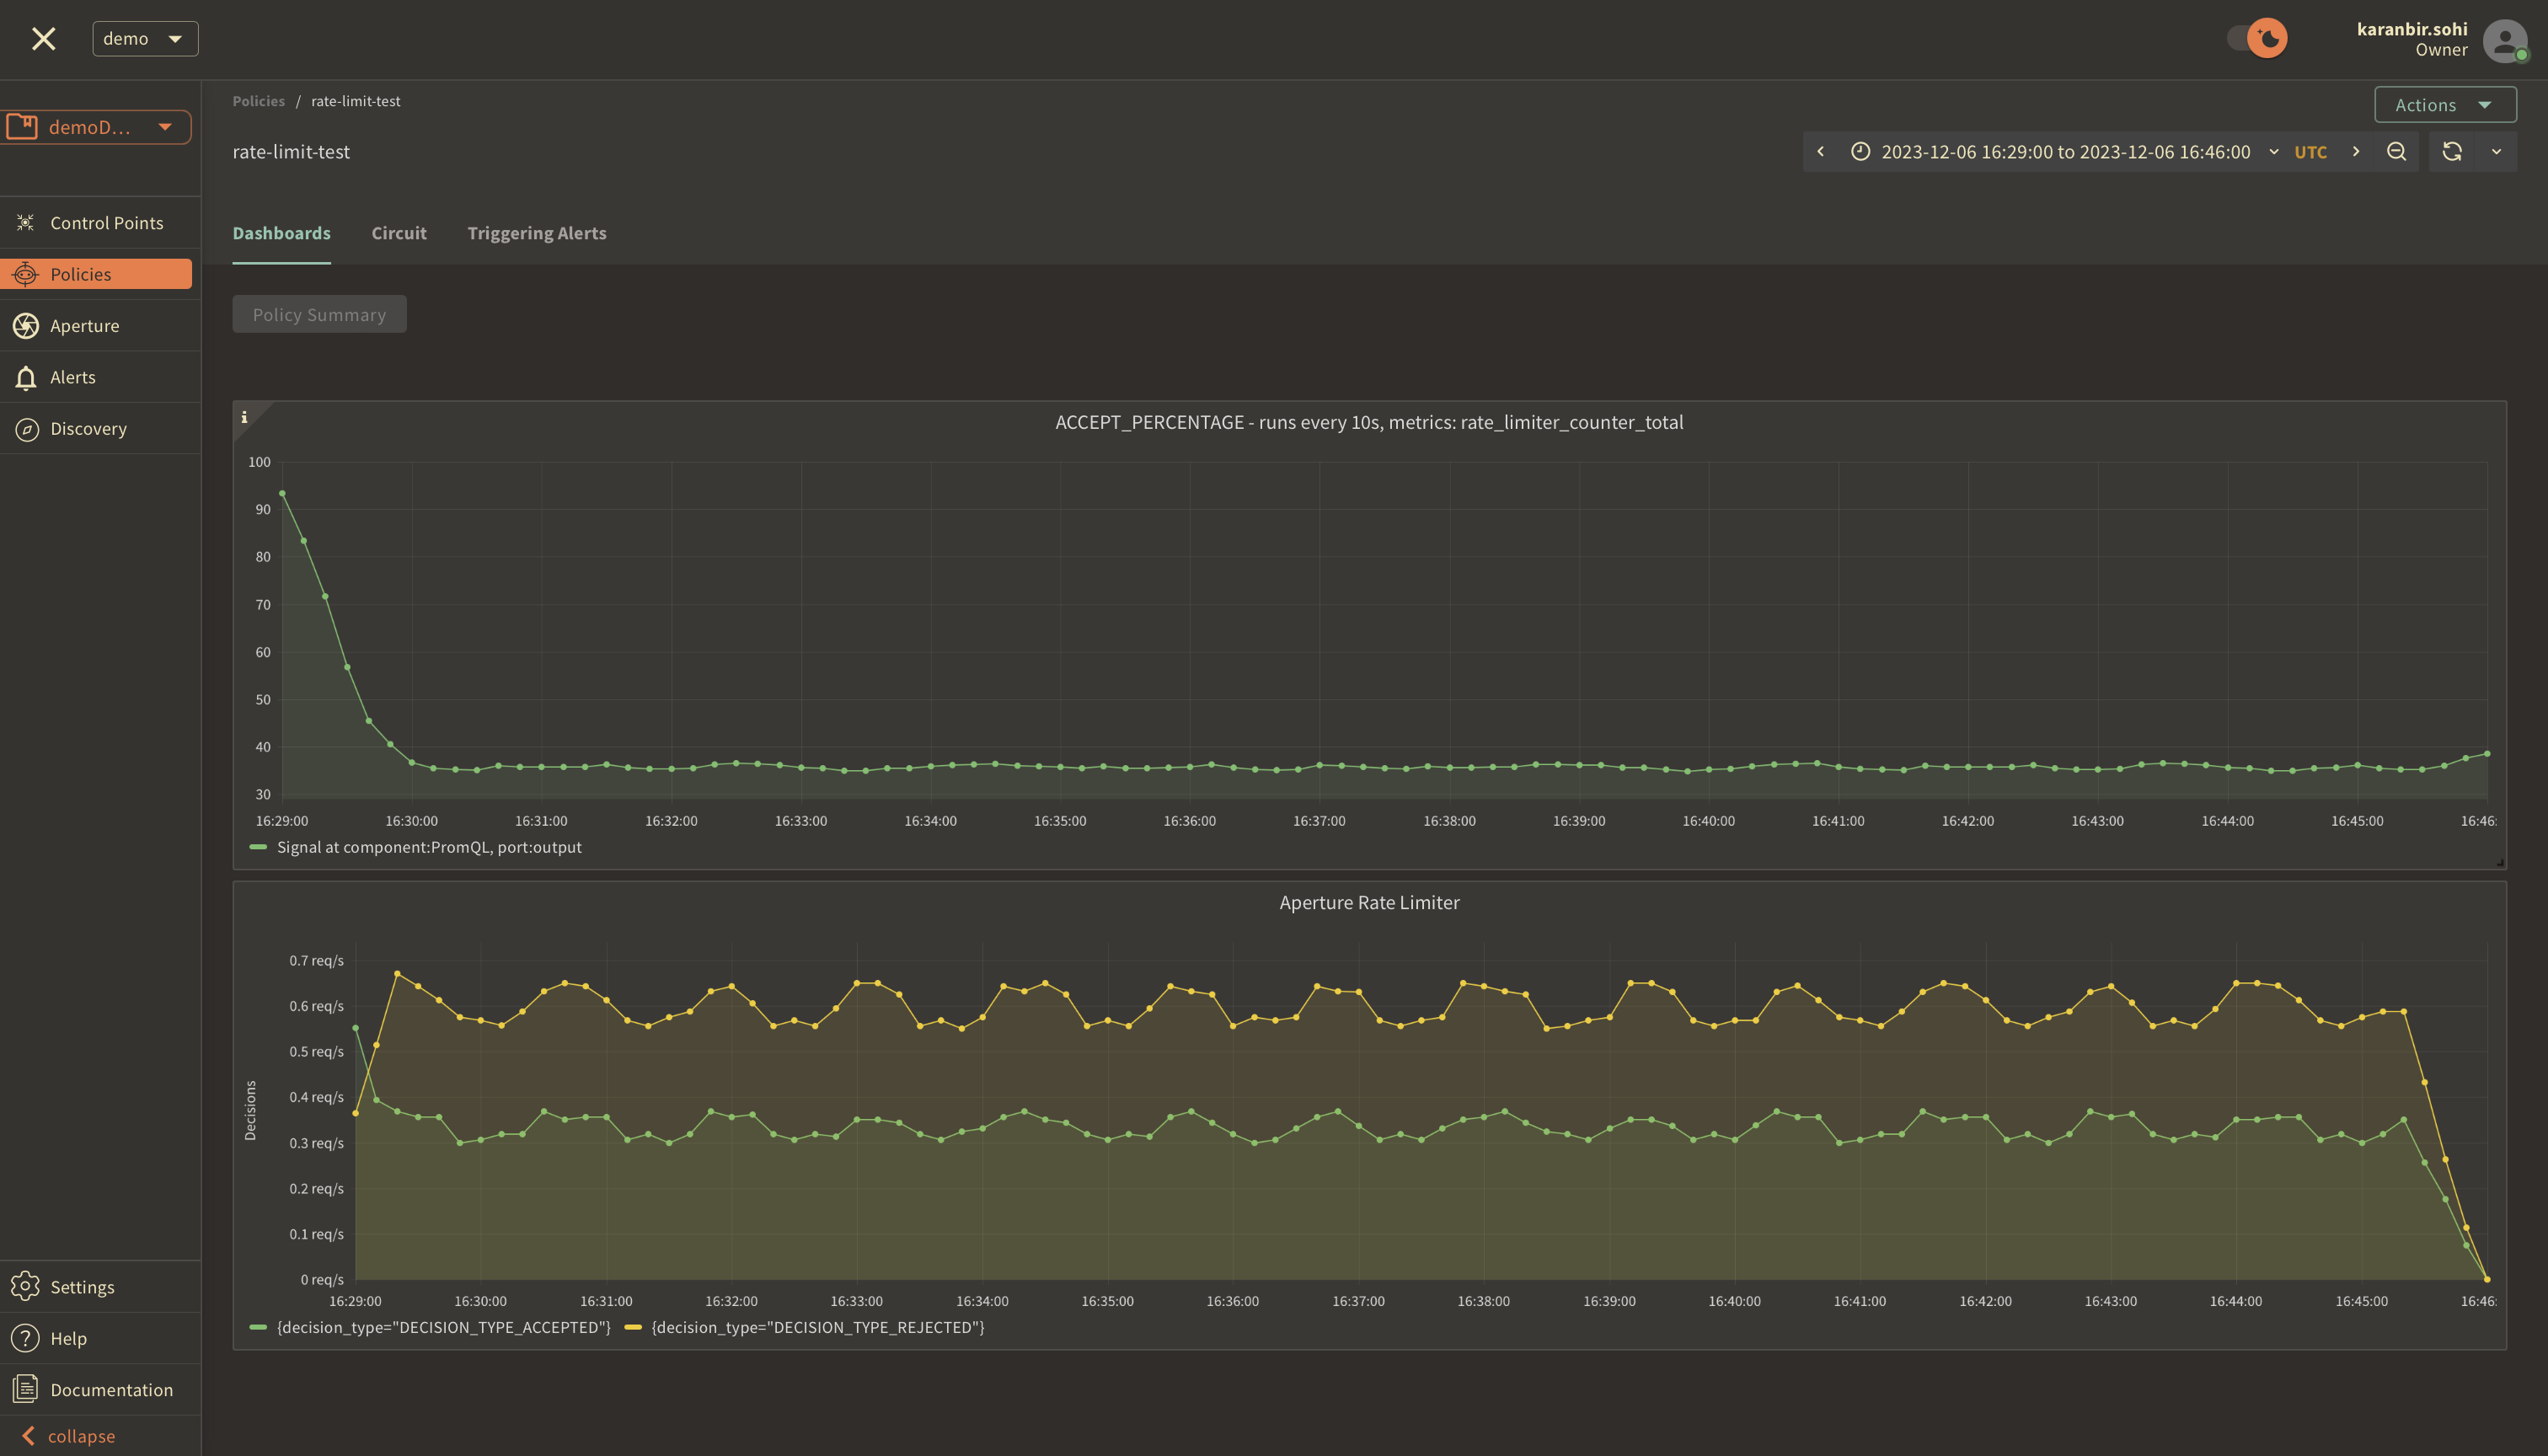 demo
karanbir.sohi
Owner
demoD...
Control Points
Policies
Aperture
Alerts
Discovery
Settings
Help
Documentation
collapse
Policies / rate-limit-test
Actions
rate-limit-test
2023-12-06 16:29:00 to 2023-12-06 16:46:00 UTC
Dashboards Circuit Triggering Alerts
Policy Summary
i
ACCEPT_PERCENTAGE - runs every 10s, metrics: rate_limiter_counter_total
100
90
80
70
60
50
40
30
16:29:00 16:30:00 16:31:00 16:32:00 16:33:00 16:34:00 16:35:00 16:36:00 16:37:00 16:38:00 16:39:00 16:40:00 16:41:00 16:42:00 16:43:00 16:44:00 16:45:00 16:46:
Signal at component:PromQL, port:output
Aperture Rate Limiter
Decisions
0.7 req/s
0.6 req/s
0.5 req/s
0.4 req/s
0.3 req/s
0.2 req/s
0.1 req/s
0 req/s
16:29:00 16:30:00 16:31:00 16:32:00 16:33:00 16:34:00 16:35:00 16:36:00 16:37:00 16:38:00 16:39:00 16:40:00 16:41:00 16:42:00 16:43:00 16:44:00 16:45:00 16:46:
{decision_type="DECISION_TYPE_ACCEPTED"} {decision_type="DECISION_TYPE_REJECTED"}